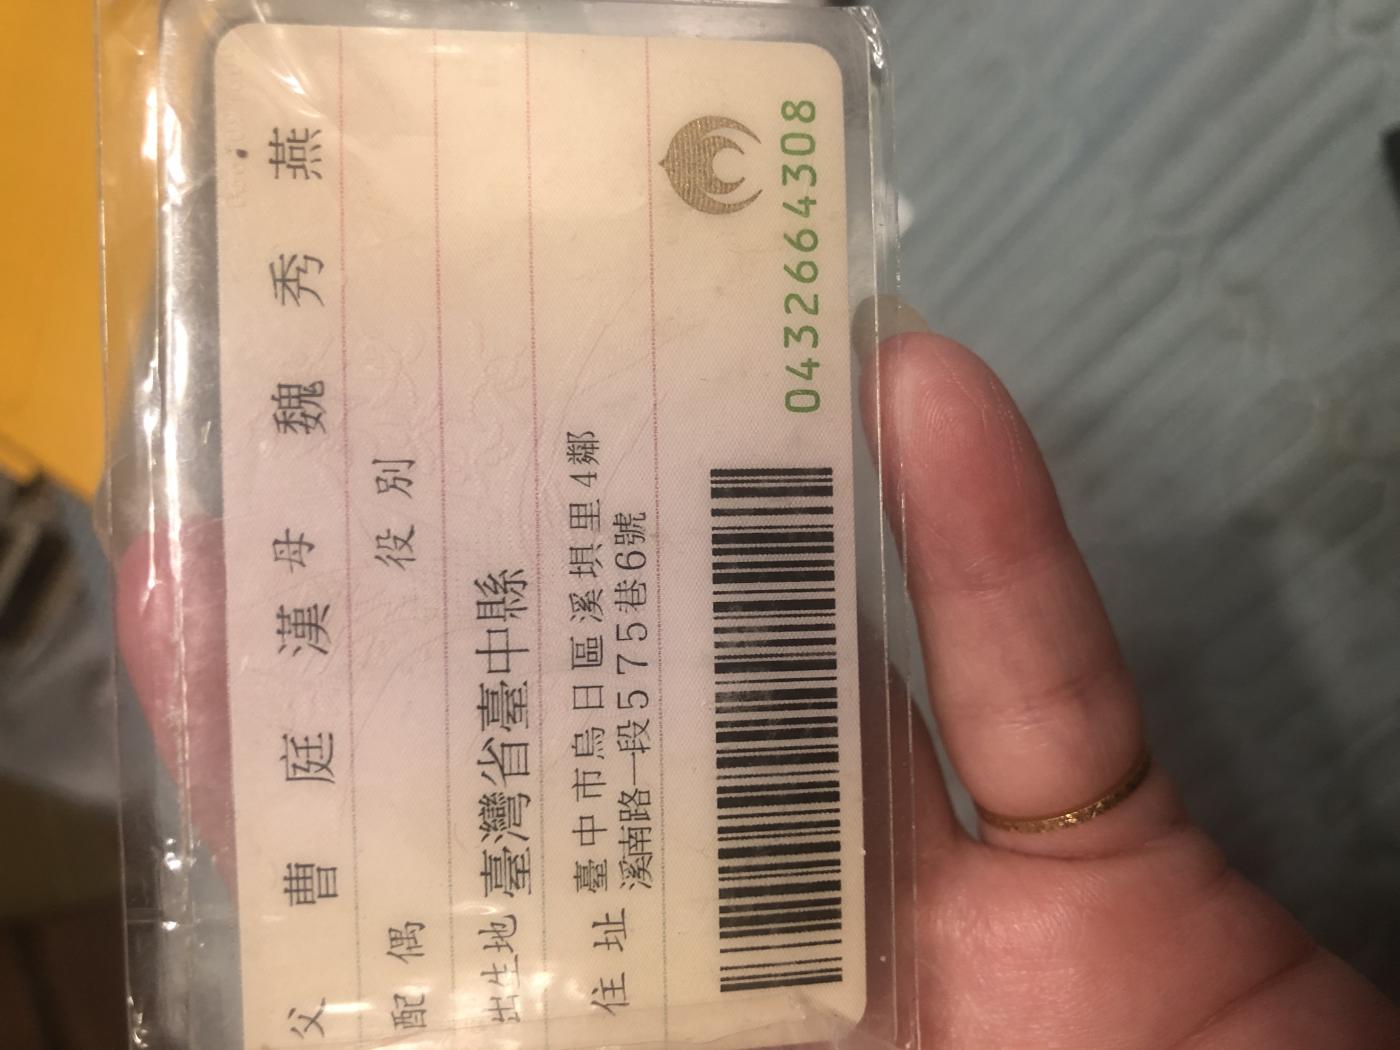 父 曹庭漢 母 魏秀燕
配偶 役別
出生地 臺灣省臺中縣
住址 臺中市烏日區溪埧里4鄰
溪南路一段575巷6號
0432664308